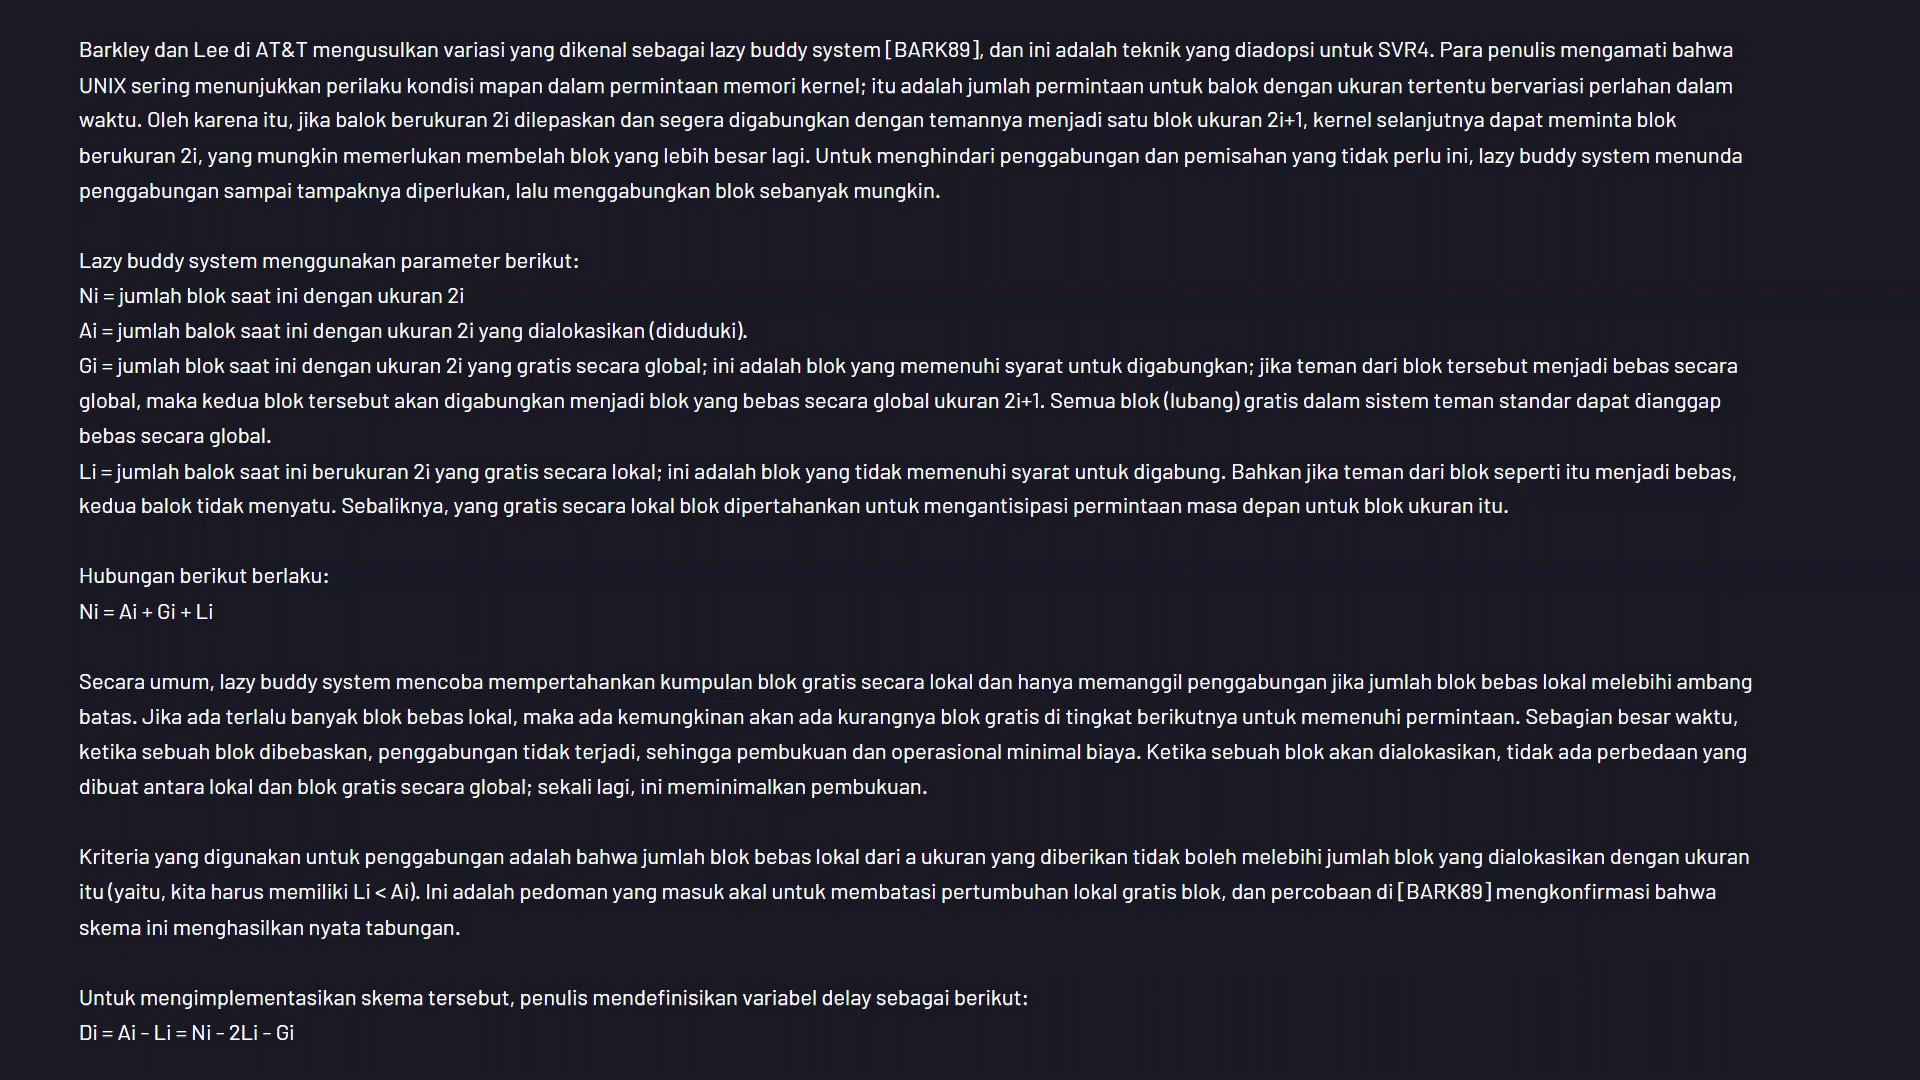 Barkley dan Lee di AT&T mengusulkan variasi yang dikenal sebagai lazy buddy system [BARK89], dan ini adalah teknik yang diadopsi untuk SVR4. Para penulis mengamati bahwa
UNIX sering menunjukkan perilaku kondisi mapan dalam permintaan memori kernel; itu adalah jumlah permintaan untuk balok dengan ukuran tertentu bervariasi perlahan dalam
waktu. Oleh karena itu, jika balok berukuran 2i dilepaskan dan segera digabungkan dengan temannya menjadi satu blok ukuran 2i+1, kernel selanjutnya dapat meminta blok
berukuran 2i, yang mungkin memerlukan membelah blok yang lebih besar lagi. Untuk menghindari penggabungan dan pemisahan yang tidak perlu ini, lazy buddy system menunda
penggabungan sampai tampaknya diperlukan, lalu menggabungkan blok sebanyak mungkin.
Lazy buddy system menggunakan parameter berikut:
Ni = jumlah blok saat ini dengan ukuran 2i
Ai = jumlah balok saat ini dengan ukuran 2i yang dialokasikan (diduduki).
Gi = jumlah blok saat ini dengan ukuran 2i yang gratis secara global; ini adalah blok yang memenuhi syarat untuk digabungkan; jika teman dari blok tersebut menjadi bebas secara
global, maka kedua blok tersebut akan digabungkan menjadi blok yang bebas secara global ukuran 2i+1. Semua blok (lubang) gratis dalam sistem teman standar dapat dianggap
bebas secara global.
Li = jumlah balok saat ini berukuran 2i yang gratis secara lokal; ini adalah blok yang tidak memenuhi syarat untuk digabung. Bahkan jika teman dari blok seperti itu menjadi bebas,
kedua balok tidak menyatu. Sebaliknya, yang gratis secara lokal blok dipertahankan untuk mengantisipasi permintaan masa depan untuk blok ukuran itu.
Hubungan berikut berlaku:
Ni = Ai + Gi + Li
Secara umum, lazy buddy system mencoba mempertahankan kumpulan blok gratis secara lokal dan hanya memanggil penggabungan jika jumlah blok bebas lokal melebihi ambang
batas. Jika ada terlalu banyak blok bebas lokal, maka ada kemungkinan akan ada kurangnya blok gratis di tingkat berikutnya untuk memenuhi permintaan. Sebagian besar waktu,
ketika sebuah blok dibebaskan, penggabungan tidak terjadi, sehingga pembukuan dan operasional minimal biaya. Ketika sebuah blok akan dialokasikan, tidak ada perbedaan yang
dibuat antara lokal dan blok gratis secara global; sekali lagi, ini meminimalkan pembukuan.
Kriteria yang digunakan untuk penggabungan adalah bahwa jumlah blok bebas lokal dari a ukuran yang diberikan tidak boleh melebihi jumlah blok yang dialokasikan dengan ukuran
itu (yaitu, kita harus memiliki Li < Ai). Ini adalah pedoman yang masuk akal untuk membatasi pertumbuhan lokal gratis blok, dan percobaan di [BARK89] mengkonfirmasi bahwa
skema ini menghasilkan nyata tabungan.
Untuk mengimplementasikan skema tersebut, penulis mendefinisikan variabel delay sebagai berikut:
Di = Ai - Li = Ni - 2Li - Gi